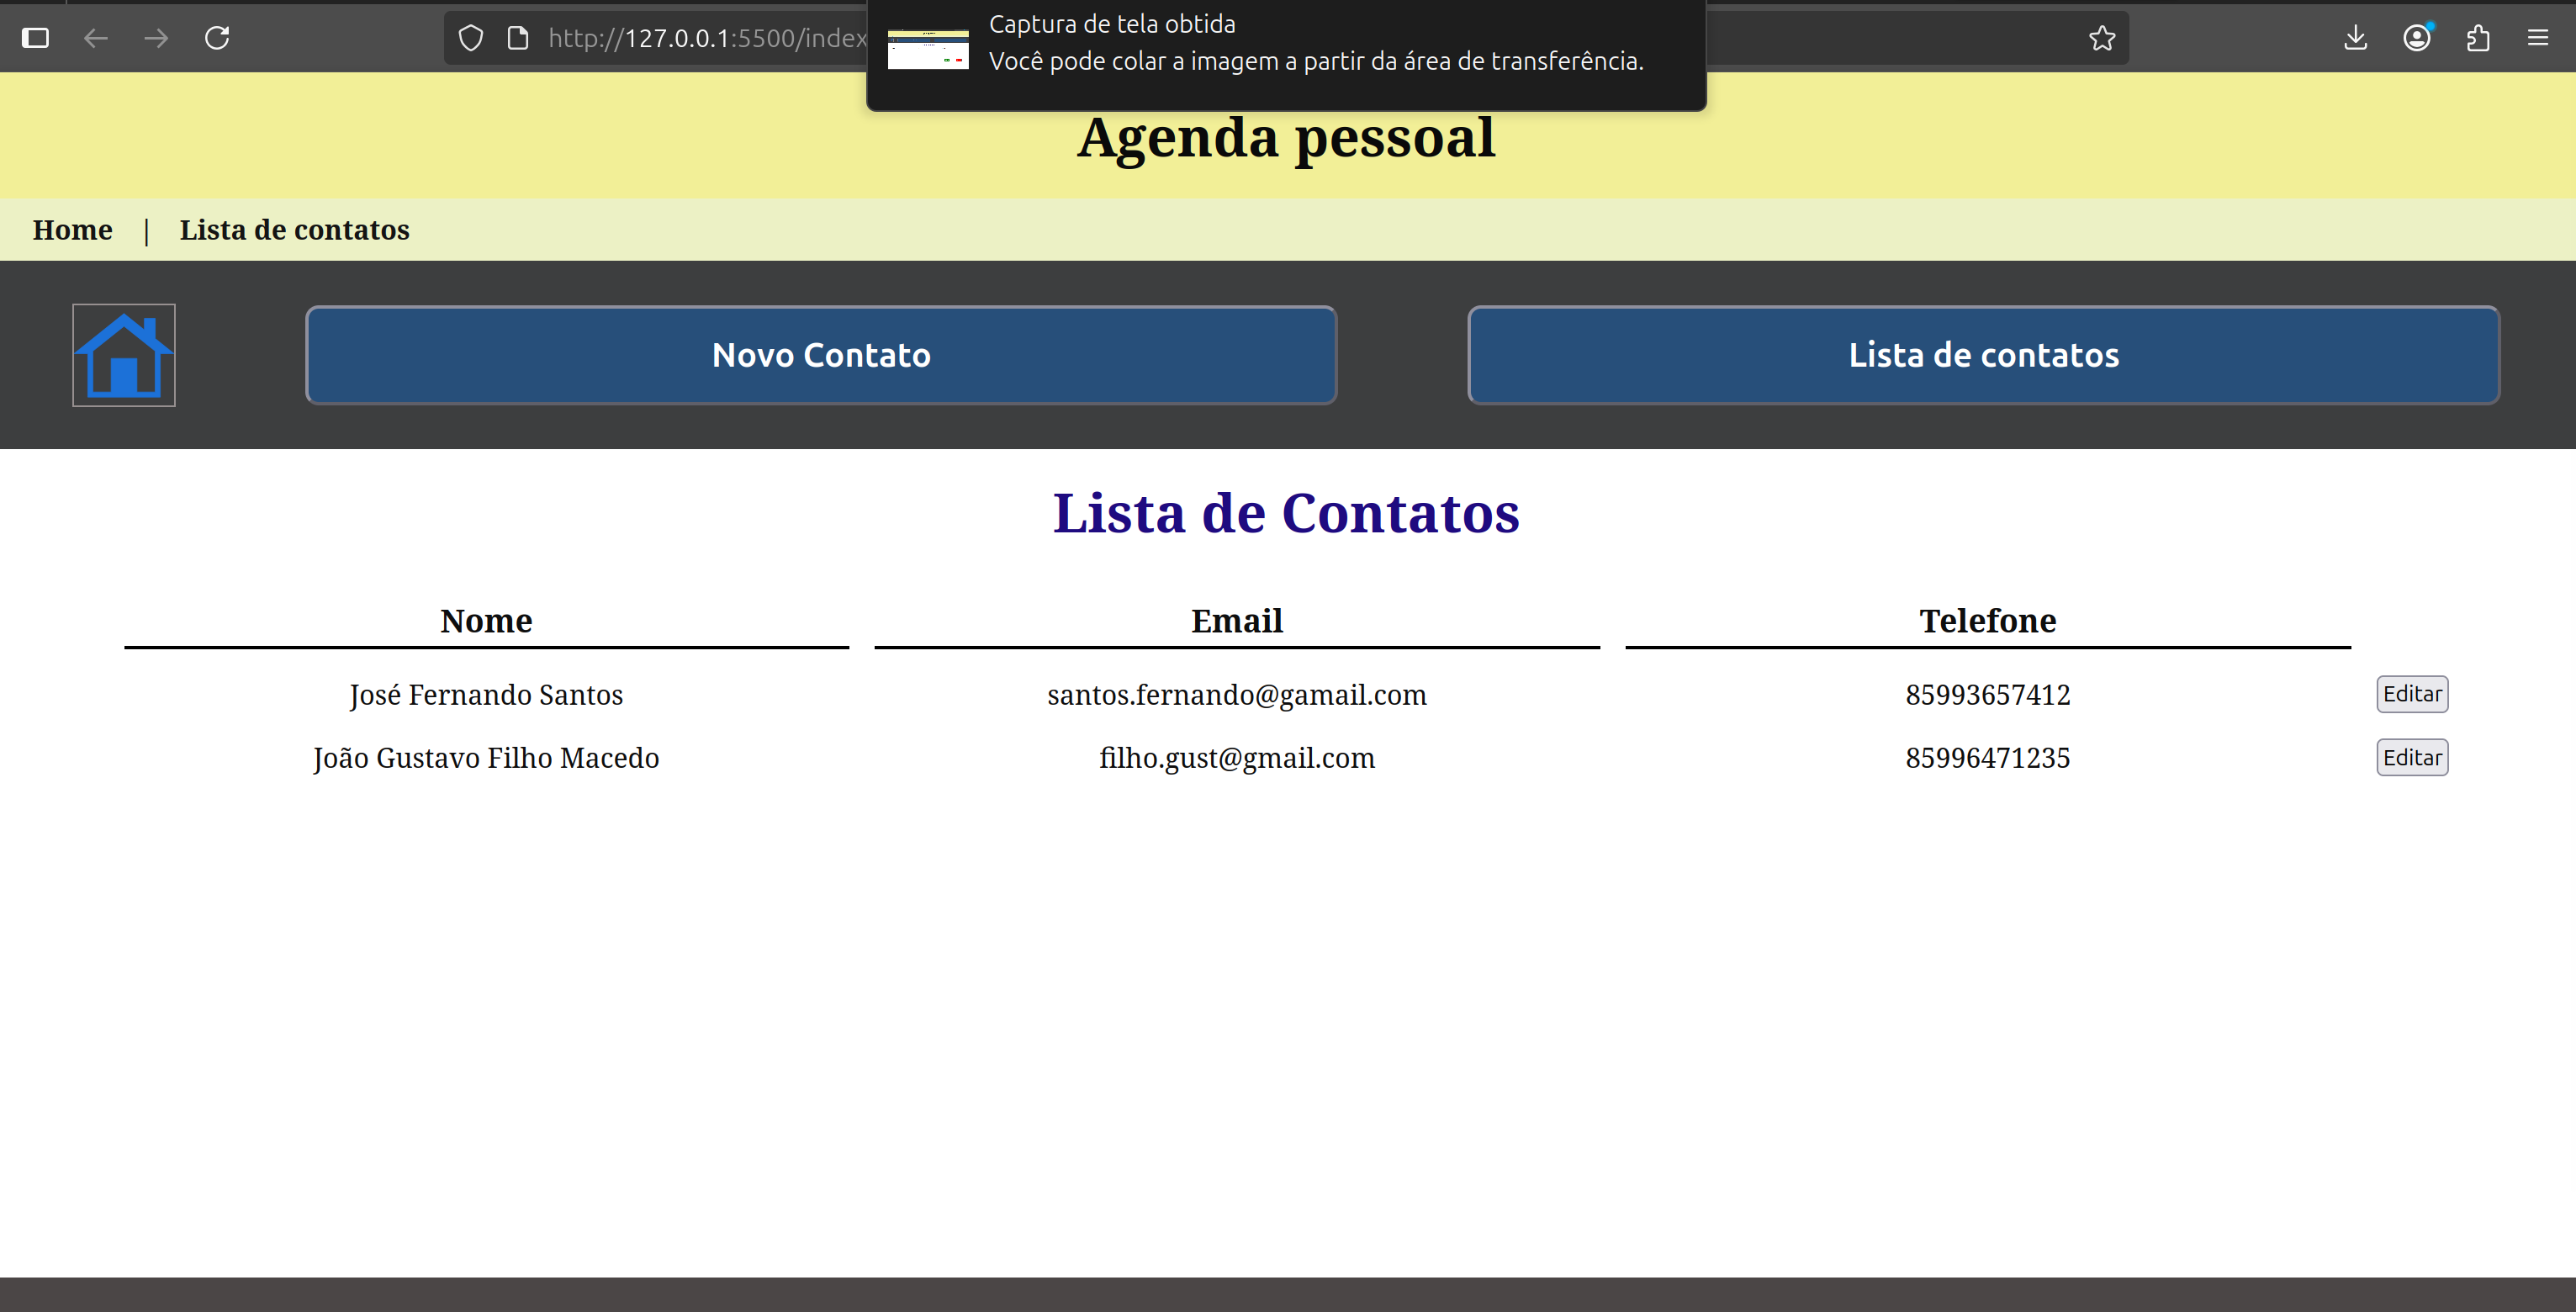 http://127.0.0.1:5500/index
Captura de tela obtida
Você pode colar a imagem a partir da área de transferência.
Agenda pessoal
Home | Lista de contatos
Novo Contato Lista de contatos
Lista de Contatos
Nome Email Telefone
José Fernando Santos santos.fernando@gamail.com 85993657412 Editar
João Gustavo Filho Macedo filho.gust@gmail.com 85996471235 Editar